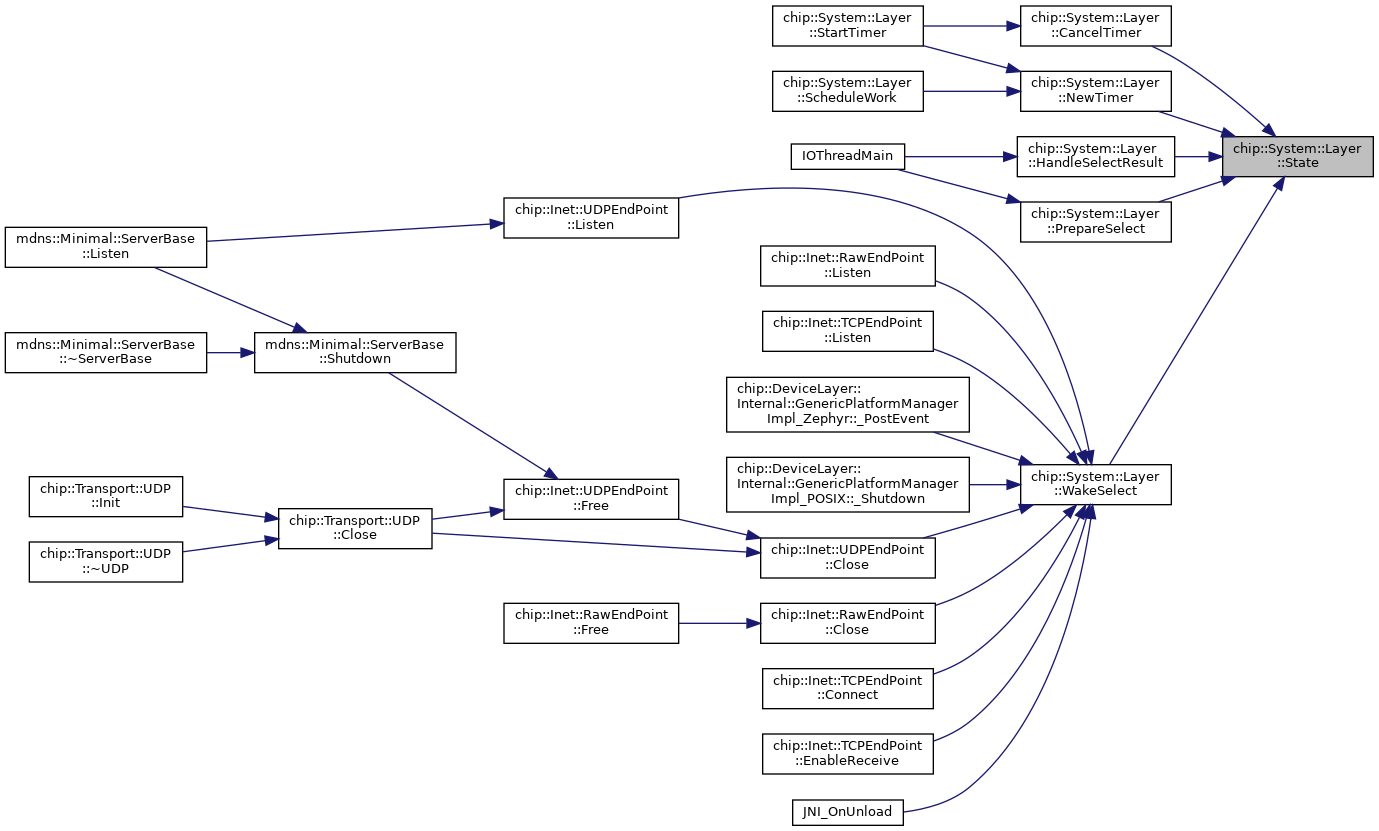 chip::System::Layer
::StartTimer
chip::System::Layer
::CancelTimer
chip::System::Layer
::ScheduleWork
chip::System::Layer
::NewTimer
IOThreadMain
chip::System::Layer
::HandleSelectResult
chip::System::Layer
::State
chip::System::Layer
::PrepareSelect
chip::Inet::UDPEndPoint
::Listen
mdns::Minimal::ServerBase
::Listen
chip::Inet::RawEndPoint
::Listen
chip::Inet::TCPEndPoint
::Listen
mdns::Minimal::ServerBase
::~ServerBase
mdns::Minimal::ServerBase
::Shutdown
chip::DeviceLayer::
Internal::GenericPlatformManager
Impl_Zephyr::_PostEvent
chip::DeviceLayer::
Internal::GenericPlatformManager
Impl_POSIX::_Shutdown
chip::System::Layer
::WakeSelect
chip::Transport::UDP
::Init
chip::Inet::UDPEndPoint
::Free
chip::Transport::UDP
::Close
chip::Transport::UDP
::~UDP
chip::Inet::UDPEndPoint
::Close
chip::Inet::RawEndPoint
::Free
chip::Inet::RawEndPoint
::Close
chip::Inet::TCPEndPoint
::Connect
chip::Inet::TCPEndPoint
::EnableReceive
JNI_OnUnload